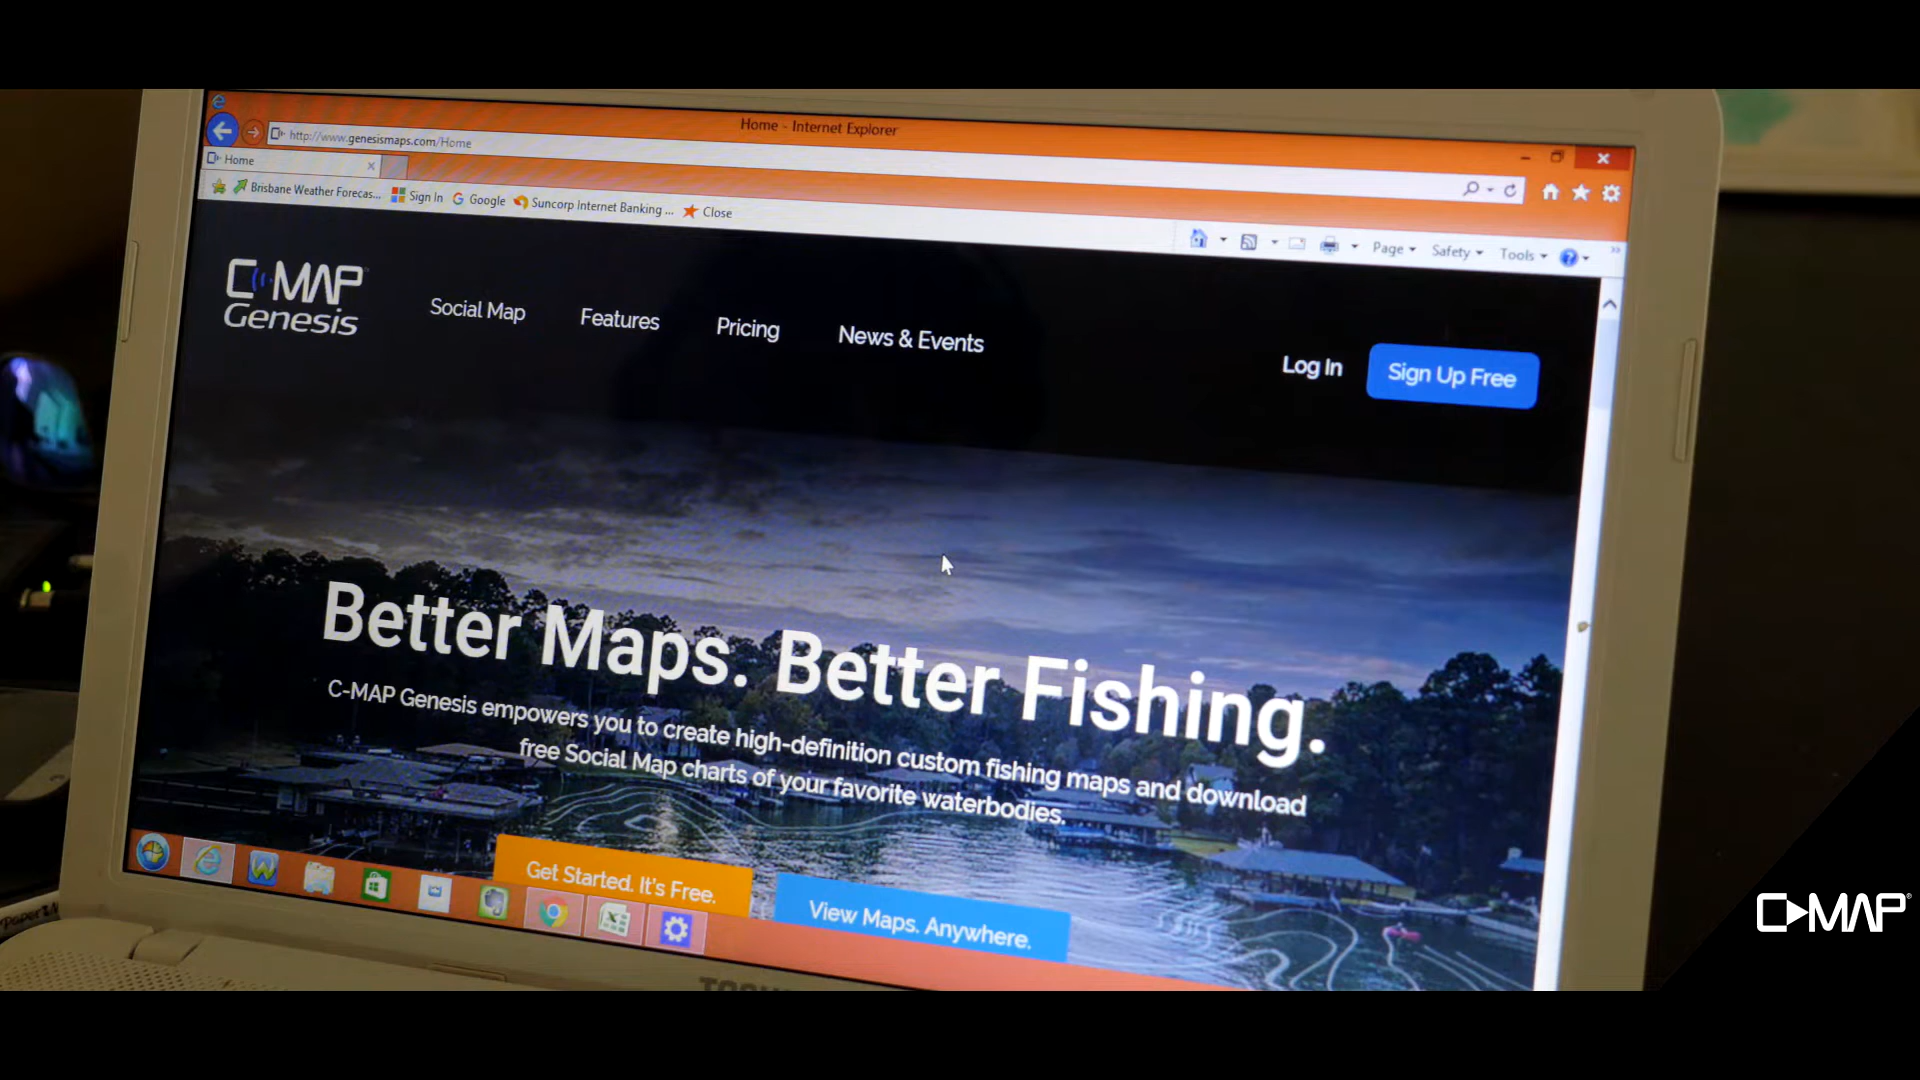 Home - Internet Explorer
http://www.genesismaps.com/Home
Home
Brisbane Weather Forecas... Sign In Google Suncorp Internet Banking ... Close
Page Safety Tools
C-MAP
Genesis
Social Map Features Pricing News & Events
Log In Sign Up Free
Better Maps. Better Fishing.
C-MAP Genesis empowers you to create high-definition custom fishing maps and download
free Social Map charts of your favorite waterbodies.
Get Started. It's Free.
View Maps. Anywhere.
C-MAP®